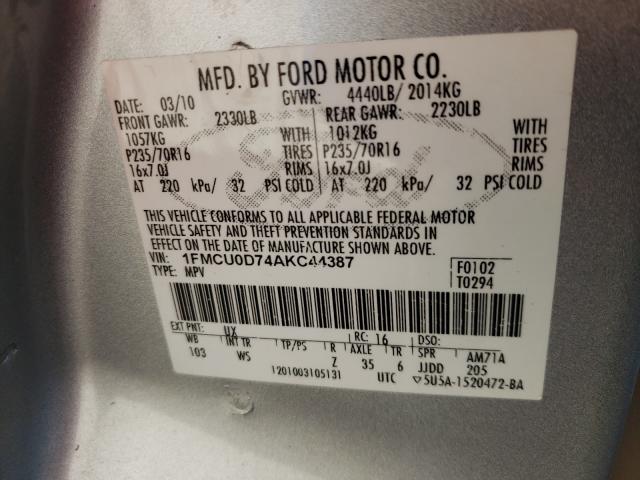 MFD. BY FORD MOTOR CO.
DATE: 03/10 GVWR: 4440LB/ 2014KG
FRONT GAWR: 2330LB REAR GAWR: 2230LB
1057KG WITH 1012KG WITH
P235/70R16 TIRES P235/70R16 TIRES
16x7.0J RIMS 16x7.0J RIMS
AT 220 kPa/ 32 PSI COLD AT 220 kPa/ 32 PSI COLD
Ford
THIS VEHICLE CONFORMS TO ALL APPLICABLE FEDERAL MOTOR
VEHICLE SAFETY AND THEFT PREVENTION STANDARDS IN
EFFECT ON THE DATE OF MANUFACTURE SHOWN ABOVE.
VIN: 1FMCU0D74AKC44387 F0102
TYPE: MPV T0294
EXT PNT: UX RC: 16 DSO:
WB INT TR TP/PS R AXLE TR SPR AM71A
103 WS Z 35 6 JJDD 205
1201003105131 UTC ▽5U5A-1520472-BA